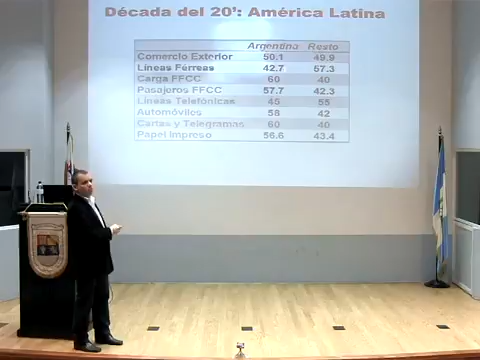 Década del 20': América Latina
Argentina Resto
Comercio Exterior 50.1 49.9
Líneas Férreas 42.7 57.3
Carga FFCC 60 40
Pasajeros FFCC 57.7 42.3
Líneas Telefónicas 45 55
Automóviles 58 42
Cartas y Telegramas 60 40
Papel Impreso 56.6 43.4